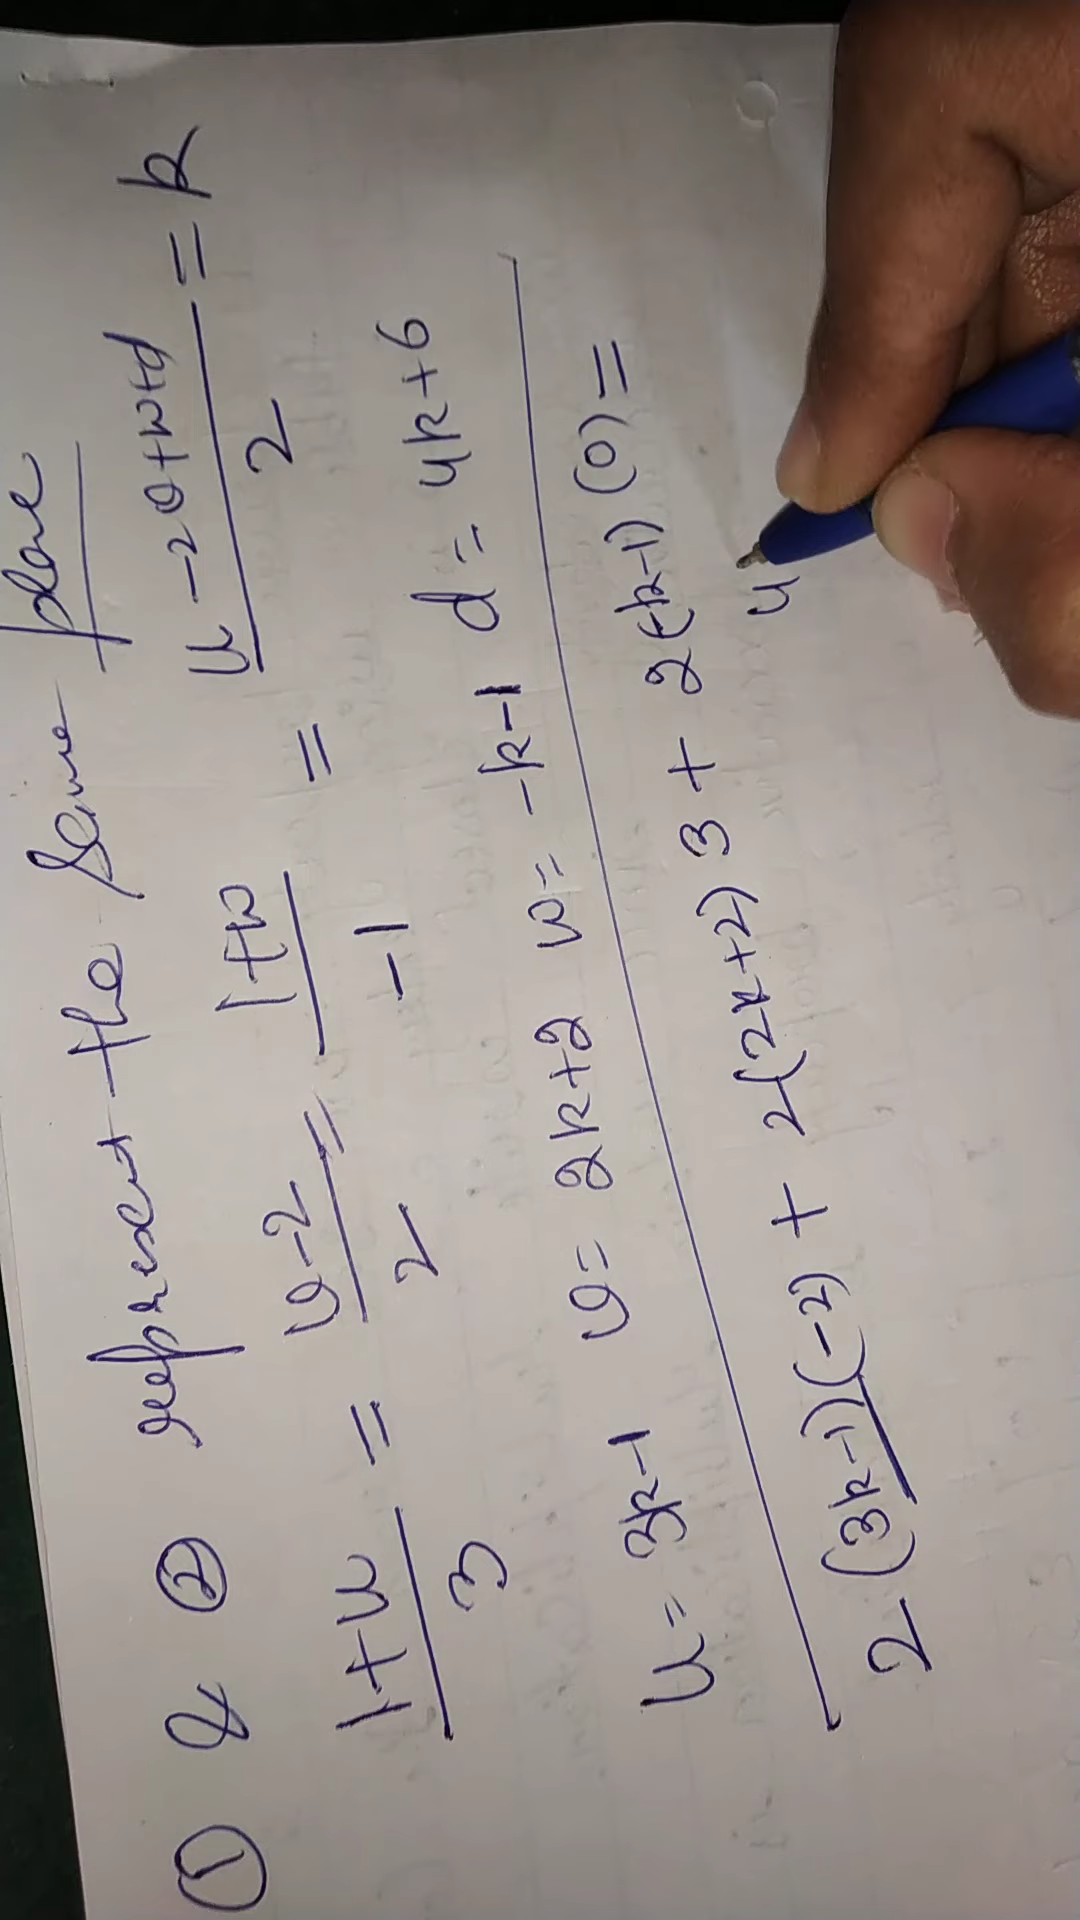 ① & ② represent the same plane
1+u/3 = v-2/2 = 1+w/-1 = u-2v+w+d/2 = k
u= 3k-1 v= 2k+2 w= -k-1 d= 4k+6
2(3k-1)(-2) + 2(2k+2)3 + 2(-k-1)(0) =
4